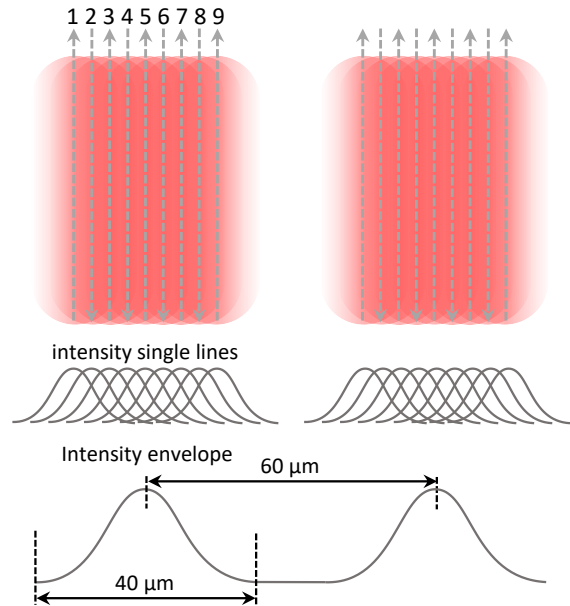 1 2 3 4 5 6 7 8 9
intensity single lines
Intensity envelope
60 µm
40 µm